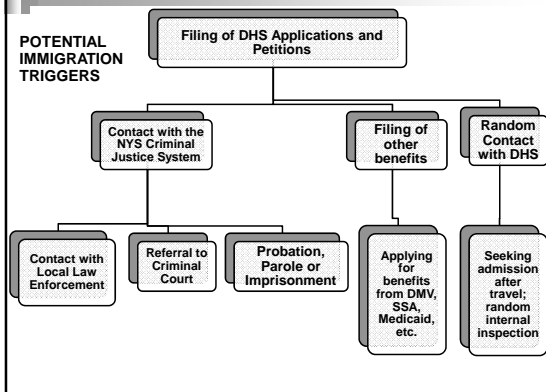 POTENTIAL
IMMIGRATION
TRIGGERS
Filing of DHS Applications and
Petitions
Contact with the
NYS Criminal
Justice System
Filing of
other
benefits
Random
Contact
with DHS
Contact with
Local Law
Enforcement
Referral to
Criminal
Court
Probation,
Parole or
Imprisonment
Applying
for
benefits
from DMV,
SSA,
Medicaid,
etc.
Seeking
admission
after
travel;
random
internal
inspection